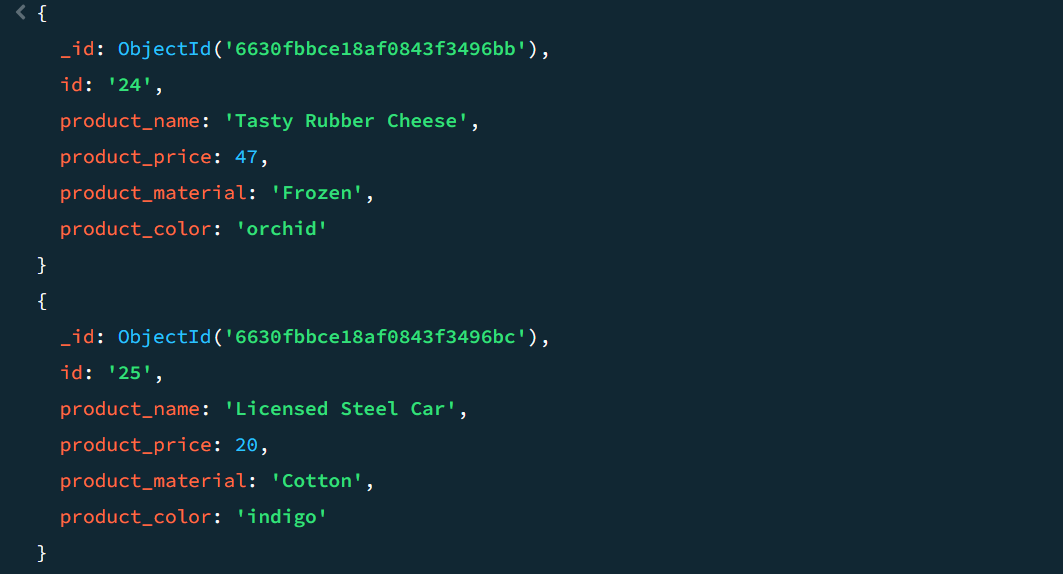 {
_id: ObjectId('6630fbbce18af0843f3496bb'),
id: '24',
product_name: 'Tasty Rubber Cheese',
product_price: 47,
product_material: 'Frozen',
product_color: 'orchid'
}
{
_id: ObjectId('6630fbbce18af0843f3496bc'),
id: '25',
product_name: 'Licensed Steel Car',
product_price: 20,
product_material: 'Cotton',
product_color: 'indigo'
}